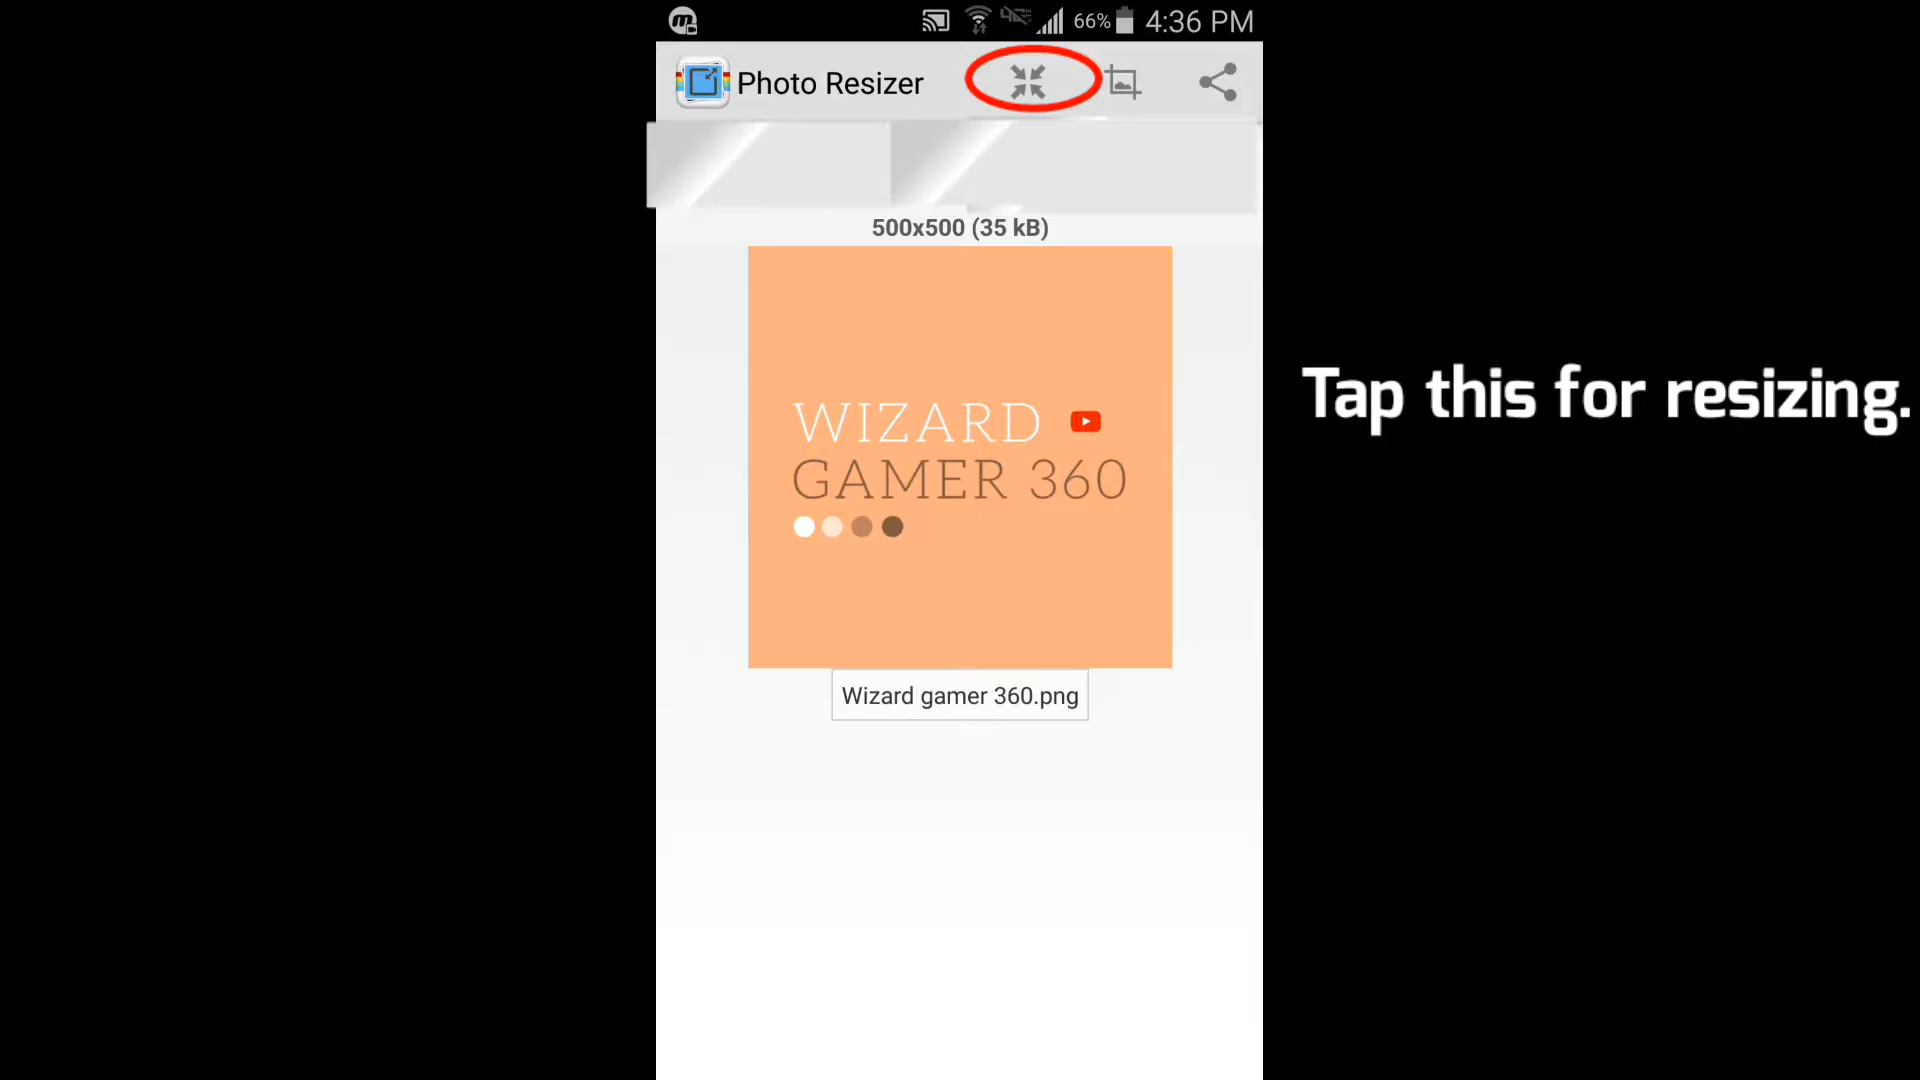 66% 4:36 PM
Photo Resizer
500x500 (35 kB)
WIZARD
GAMER 360
Wizard gamer 360.png
Tap this for resizing.